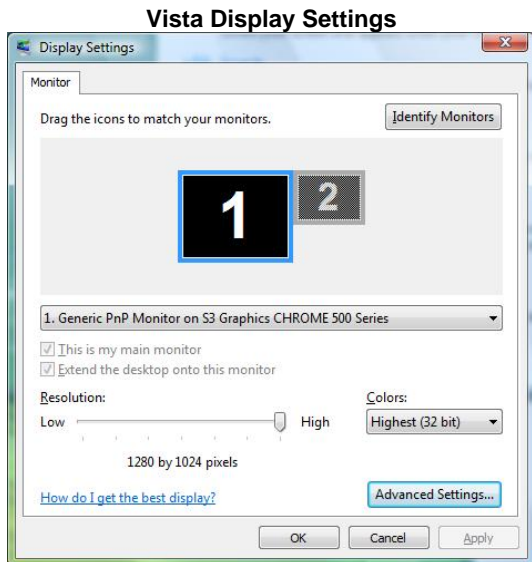 Vista Display Settings
Display Settings
Monitor
Drag the icons to match your monitors.
Identify Monitors
1
2
1. Generic PnP Monitor on S3 Graphics CHROME 500 Series
This is my main monitor
Extend the desktop onto this monitor
Resolution:
Colors:
Low
High
Highest (32 bit)
1280 by 1024 pixels
How do I get the best display?
Advanced Settings...
OK
Cancel
Apply